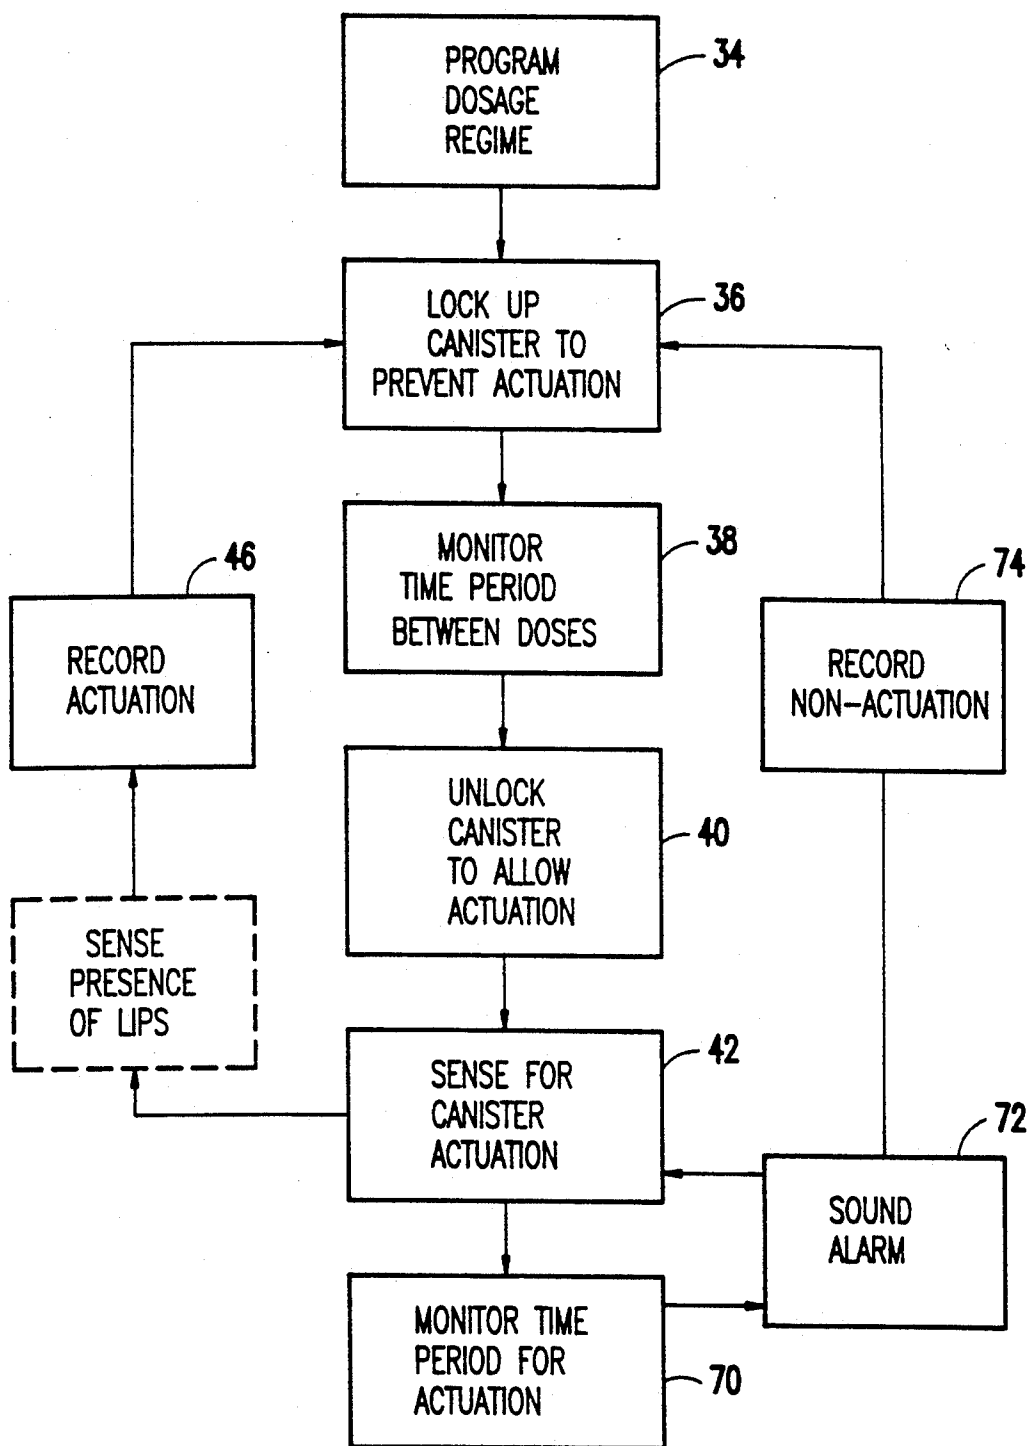 PROGRAM
DOSAGE
REGIME
34
LOCK UP
CANISTER TO
PREVENT ACTUATION
36
MONITOR
TIME PERIOD
BETWEEN DOSES
38
46
RECORD
ACTUATION
74
RECORD
NON-ACTUATION
UNLOCK
CANISTER
TO ALLOW
ACTUATION
40
SENSE
PRESENCE
OF LIPS
SENSE FOR
CANISTER
ACTUATION
42
72
SOUND
ALARM
MONITOR TIME
PERIOD FOR
ACTUATION
70